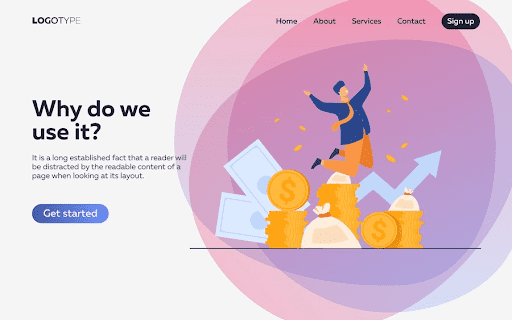 LOGOTYPE
Home About Services Contact Sign up
Why do we
use it?
It is a long established fact that a reader will
be distracted by the readable content of a
page when looking at its layout.
Get started
$
$